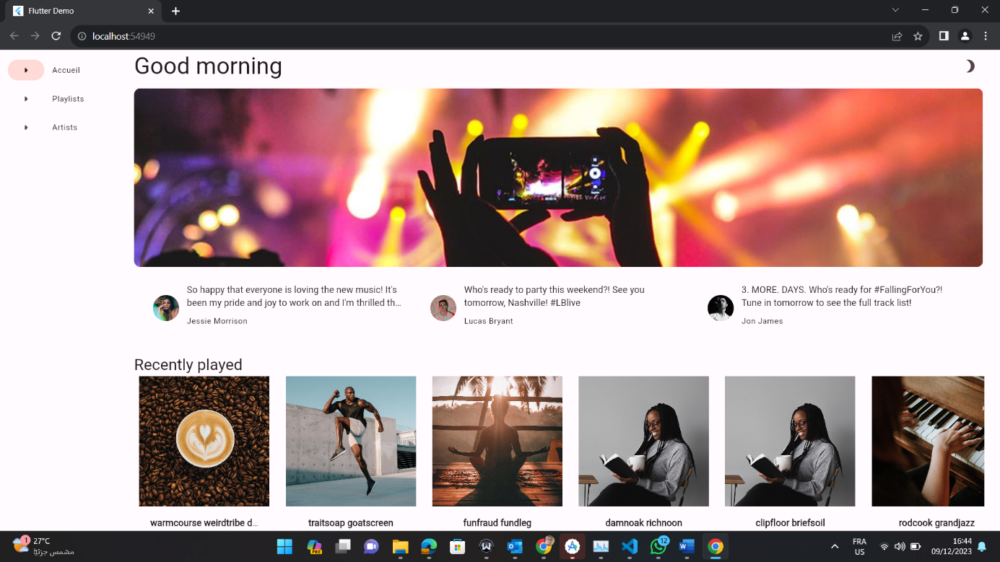 Flutter Demo
localhost:54949
Accueil
Playlists
Artists
Good morning
So happy that everyone is loving the new music! It's
been my pride and joy to work on and I'm thrilled th...
Jessie Morrison
Who's ready to party this weekend?! See you
tomorrow, Nashville! #LBlive
Lucas Bryant
3. MORE. DAYS. Who's ready for #FallingForYou?!
Tune in tomorrow to see the full track list!
Jon James
Recently played
warmcourse weirdtribe d...
traitsoap goatscreen
funfraud fundleg
damnoak richnoon
clipfloor briefsoil
rodcook grandjazz
1
27°C
مشمس جزئيًا
PRE
12
FRA
US
16:44
09/12/2023